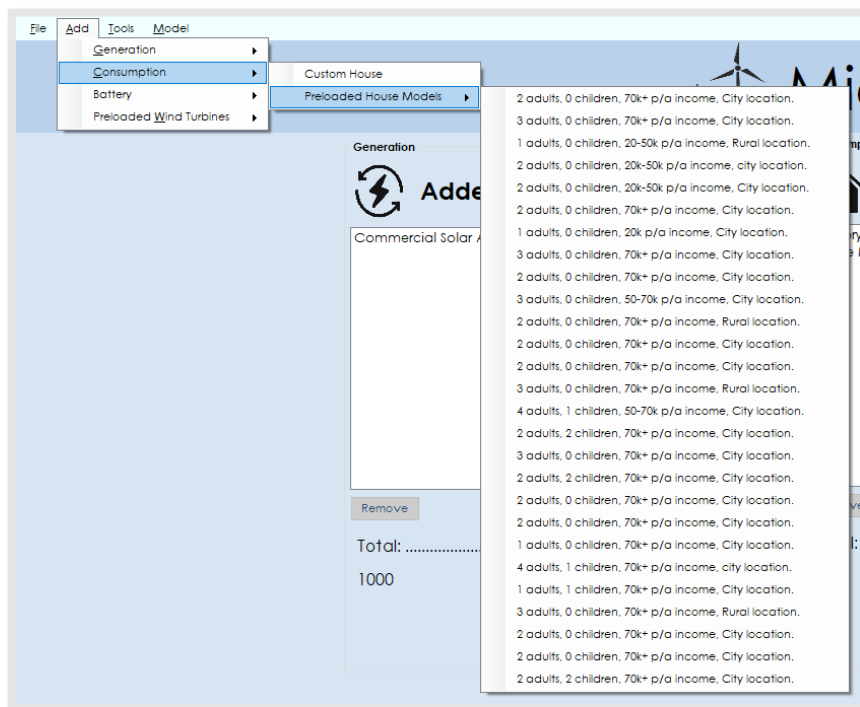 File Add Tools Model
Generation
Consumption
Battery
Preloaded Wind Turbines
Custom House
Preloaded House Models
2 adults, 0 children, 70k+ p/a income, City location.
3 adults, 0 children, 70k+ p/a income, City location.
1 adults, 0 children, 20-50k p/a income, Rural location.
2 adults, 0 children, 20k-50k p/a income, city location.
2 adults, 0 children, 20k-50k p/a income, City location.
2 adults, 0 children, 70k+ p/a income, City location.
1 adults, 0 children, 20k p/a income, City location.
3 adults, 0 children, 70k+ p/a income, City location.
2 adults, 0 children, 70k+ p/a income, City location.
3 adults, 0 children, 50-70k p/a income, City location.
2 adults, 0 children, 70k+ p/a income, Rural location.
2 adults, 0 children, 70k+ p/a income, City location.
2 adults, 0 children, 70k+ p/a income, City location.
3 adults, 0 children, 70k+ p/a income, Rural location.
4 adults, 1 children, 50-70k p/a income, City location.
2 adults, 2 children, 70k+ p/a income, City location.
3 adults, 0 children, 70k+ p/a income, City location.
2 adults, 2 children, 70k+ p/a income, City location.
2 adults, 0 children, 70k+ p/a income, City location.
2 adults, 0 children, 70k+ p/a income, City location.
1 adults, 0 children, 70k+ p/a income, City location.
4 adults, 1 children, 70k+ p/a income, city location.
1 adults, 1 children, 70k+ p/a income, City location.
3 adults, 0 children, 70k+ p/a income, Rural location.
2 adults, 0 children, 70k+ p/a income, City location.
2 adults, 0 children, 70k+ p/a income, City location.
2 adults, 2 children, 70k+ p/a income, City location.
Generation
Adde
Commercial Solar
Remove
Total: ....................
1000